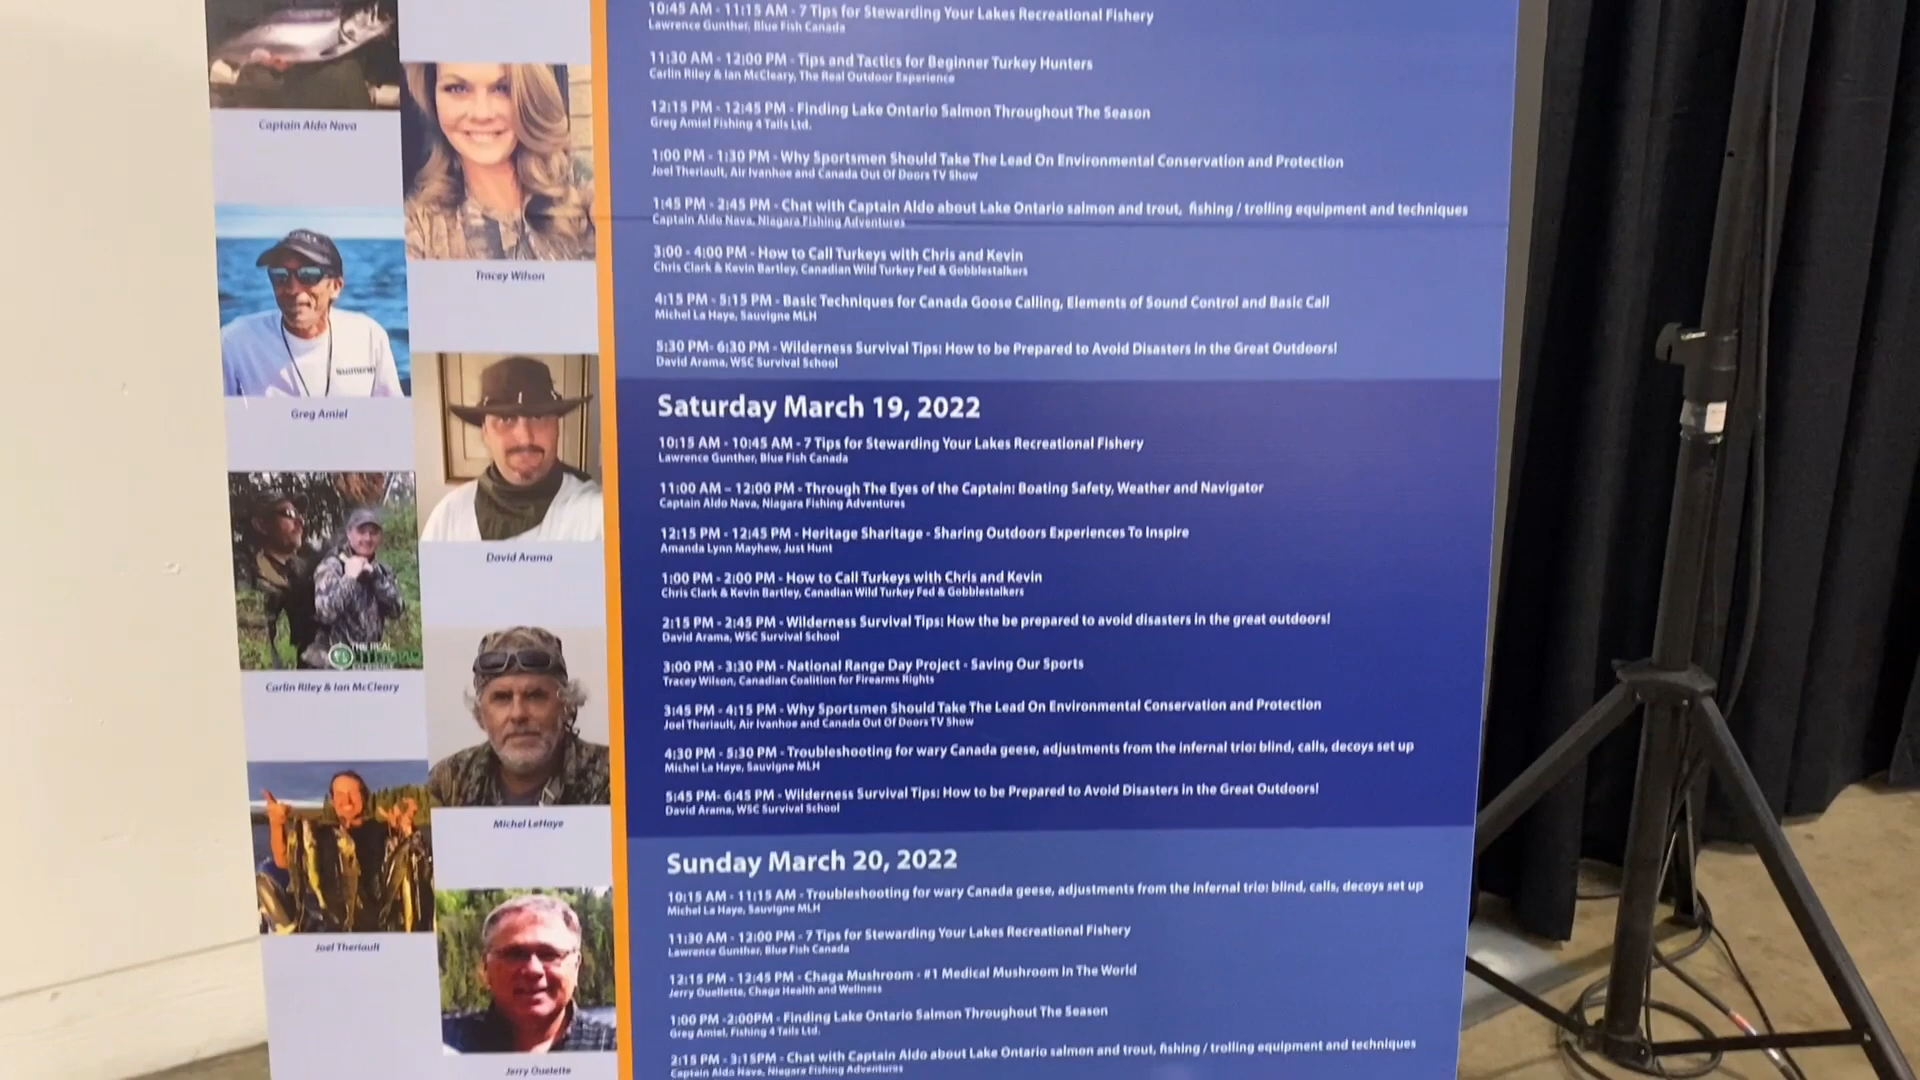 Captain Aldo Nava
Tracey Wilson
Greg Amiel
David Arama
THE REAL
Carlin Riley & Ian McCleary
Michel LeHaye
Joel Theriault
Jerry Ouelette
10:45 AM - 11:15 AM - 7 Tips for Stewarding Your Lakes Recreational Fishery
Lawrence Gunther, Blue Fish Canada
11:30 AM - 12:00 PM - Tips and Tactics for Beginner Turkey Hunters
Carlin Riley & Ian McCleary, The Real Outdoor Experience
12:15 PM - 12:45 PM - Finding Lake Ontario Salmon Throughout The Season
Greg Amiel Fishing 4 Tails Ltd.
1:00 PM - 1:30 PM - Why Sportsmen Should Take The Lead On Environmental Conservation and Protection
Joel Theriault, Air Ivanhoe and Canada Out Of Doors TV Show
1:45 PM - 2:45 PM - Chat with Captain Aldo about Lake Ontario salmon and trout, fishing / trolling equipment and techniques
Captain Aldo Nava, Niagara Fishing Adventures
3:00 - 4:00 PM - How to Call Turkeys with Chris and Kevin
Chris Clark & Kevin Bartley, Canadian Wild Turkey Fed & Gobblestalkers
4:15 PM - 5:15 PM - Basic Techniques for Canada Goose Calling, Elements of Sound Control and Basic Call
Michel La Haye, Sauvigne MLH
5:30 PM- 6:30 PM - Wilderness Survival Tips: How to be Prepared to Avoid Disasters in the Great Outdoors!
David Arama, WSC Survival School
Saturday March 19, 2022
10:15 AM - 10:45 AM - 7 Tips for Stewarding Your Lakes Recreational Fishery
Lawrence Gunther, Blue Fish Canada
11:00 AM – 12:00 PM - Through The Eyes of the Captain: Boating Safety, Weather and Navigator
Captain Aldo Nava, Niagara Fishing Adventures
12:15 PM - 12:45 PM - Heritage Sharitage - Sharing Outdoors Experiences To Inspire
Amanda Lynn Mayhew, Just Hunt
1:00 PM - 2:00 PM - How to Call Turkeys with Chris and Kevin
Chris Clark & Kevin Bartley, Canadian Wild Turkey Fed & Gobblestalkers
2:15 PM - 2:45 PM - Wilderness Survival Tips: How the be prepared to avoid disasters in the great outdoors!
David Arama, WSC Survival School
3:00 PM - 3:30 PM - National Range Day Project - Saving Our Sports
Tracey Wilson, Canadian Coalition for Firearms Rights
3:45 PM - 4:15 PM - Why Sportsmen Should Take The Lead On Environmental Conservation and Protection
Joel Theriault, Air Ivanhoe and Canada Out Of Doors TV Show
4:30 PM - 5:30 PM - Troubleshooting for wary Canada geese, adjustments from the infernal trio: blind, calls, decoys set up
Michel La Haye, Sauvigne MLH
5:45 PM- 6:45 PM - Wilderness Survival Tips: How to be Prepared to Avoid Disasters in the Great Outdoors!
David Arama, WSC Survival School
Sunday March 20, 2022
10:15 AM - 11:15 AM - Troubleshooting for wary Canada geese, adjustments from the infernal trio: blind, calls, decoys set up
Michel La Haye, Sauvigne MLH
11:30 AM - 12:00 PM - 7 Tips for Stewarding Your Lakes Recreational Fishery
Lawrence Gunther, Blue Fish Canada
12:15 PM - 12:45 PM - Chaga Mushroom - #1 Medical Mushroom In The World
Jerry Ouellette, Chaga Health and Wellness
1:00 PM -2:00PM - Finding Lake Ontario Salmon Throughout The Season
Greg Amiel, Fishing 4 Tails Ltd.
2:15 PM - 3:15PM - Chat with Captain Aldo about Lake Ontario salmon and trout, fishing / trolling equipment and techniques
Captain Aldo Nava, Niagara Fishing Adventures